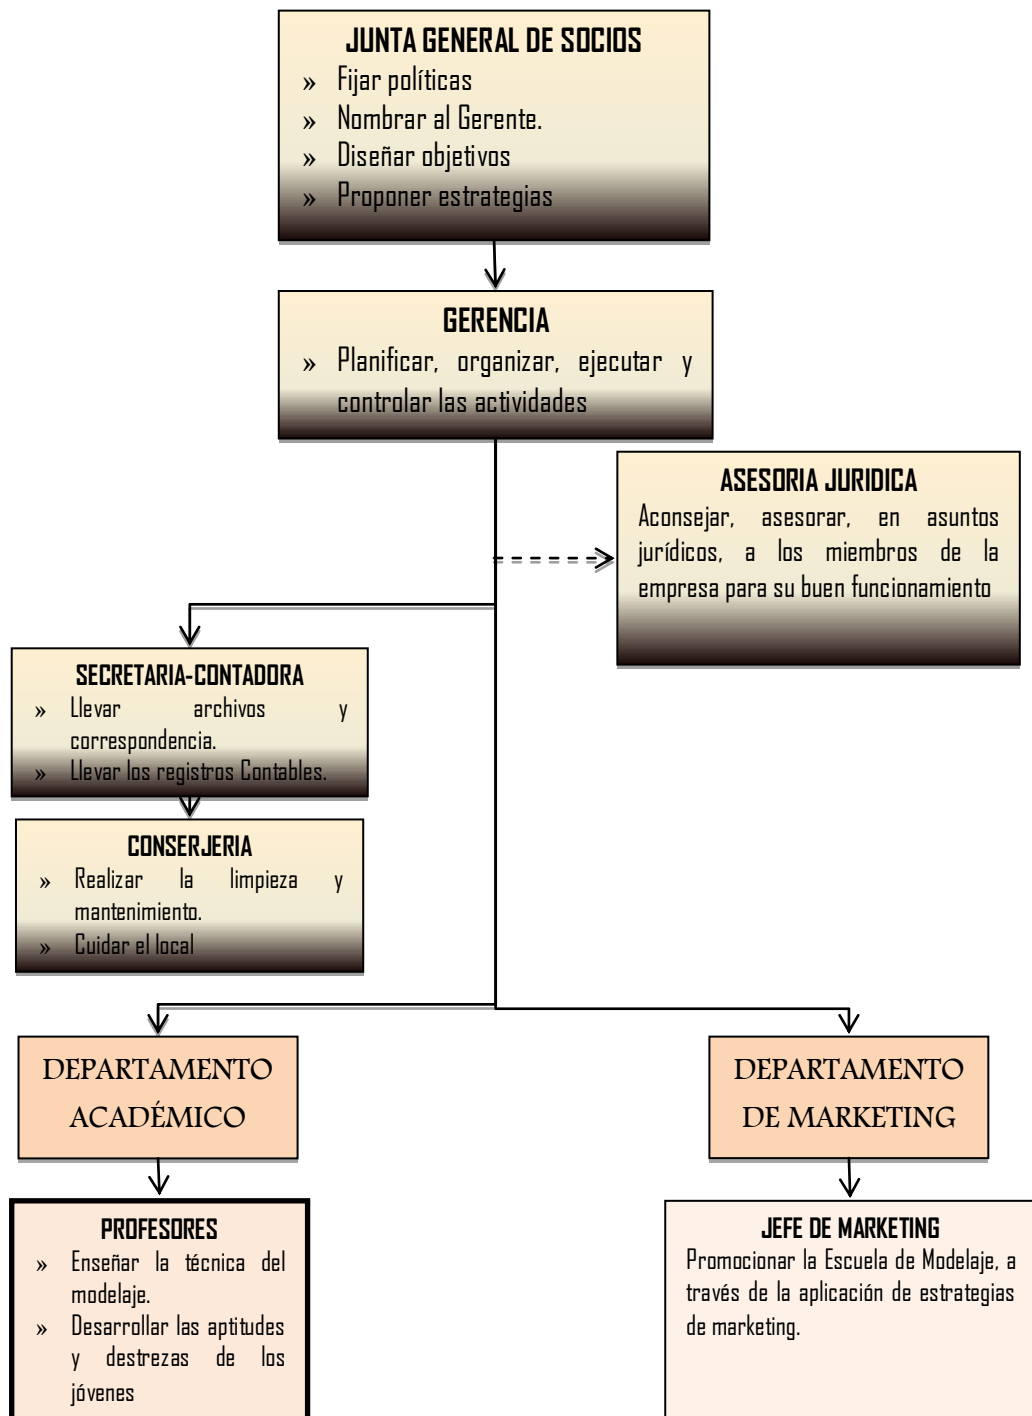 JUNTA GENERAL DE SOCIOS
» Fijar políticas
» Nombrar al Gerente.
» Diseñar objetivos
» Proponer estrategias
GERENCIA
» Planificar, organizar, ejecutar y
controlar las actividades
ASESORIA JURIDICA
Aconsejar, asesorar, en asuntos
jurídicos, a los miembros de la
empresa para su buen funcionamiento
SECRETARIA-CONTADORA
» Llevar archivos y
correspondencia.
» Llevar los registros Contables.
CONSERJERIA
» Realizar la limpieza y
mantenimiento.
» Cuidar el local
DEPARTAMENTO
ACADÉMICO
DEPARTAMENTO
DE MARKETING
PROFESORES
» Enseñar la técnica del
modelaje.
» Desarrollar las aptitudes
y destrezas de los
jóvenes
JEFE DE MARKETING
Promocionar la Escuela de Modelaje, a
través de la aplicación de estrategias
de marketing.